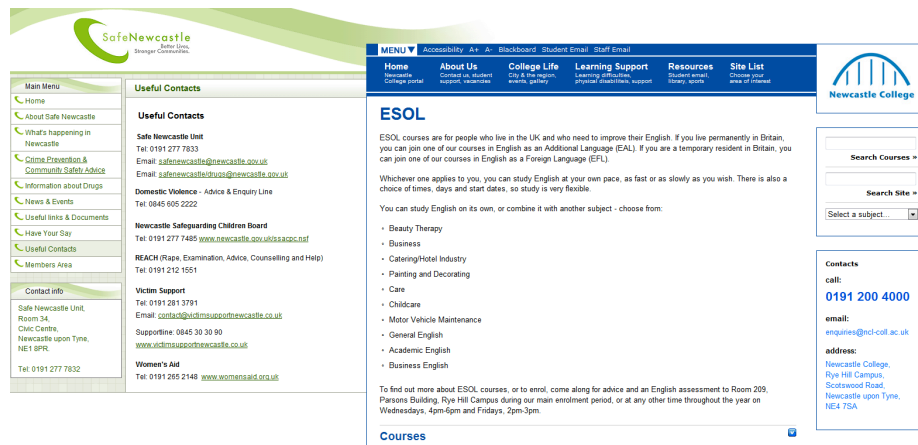 SafeNewcastle
Better Lives,
Stronger Communities.
Main Menu
Home
About Safe Newcastle
What's happening in
Newcastle
Crime Prevention &
Community Safety Advice
Information about Drugs
News & Events
Useful links & Documents
Have Your Say
Useful Contacts
Members Area
Contact info
Safe Newcastle Unit,
Room 34,
Civic Centre,
Newcastle upon Tyne,
NE1 8PR.
Tel: 0191 277 7832
Useful Contacts
Useful Contacts
Safe Newcastle Unit
Tel: 0191 277 7833
Email: safenewcastle@newcastle.gov.uk
Email: safenewcastle/drugs@newcastle.gov.uk
Domestic Violence - Advice & Enquiry Line
Tel: 0845 605 2222
Newcastle Safeguarding Children Board
Tel: 0191 277 7485 www.newcastle.gov.uk/ssacpc.nsf
REACH (Rape, Examination, Advice, Counselling and Help)
Tel: 0191 212 1551
Victim Support
Tel: 0191 281 3791
Email: contact@victimsupportnewcastle.co.uk
Supportline: 0845 30 30 90
www.victimsupportnewcastle.co.uk
Women's Aid
Tel: 0191 265 2148 www.womensaid.org.uk
MENU ▼ Accessibility A+ A- Blackboard Student Email Staff Email
Home
Newcastle
College portal
About Us
Contact us, student
support, vacancies
College Life
City & the region,
events, gallery
Learning Support
Learning difficulties,
physical disabilities, support
Resources
Student email,
library, sports
Site List
Choose your
area of interest
ESOL
ESOL courses are for people who live in the UK and who need to improve their English. If you live permanently in Britain,
you can join one of our courses in English as an Additional Language (EAL). If you are a temporary resident in Britain, you
can join one of our courses in English as a Foreign Language (EFL).
Whichever one applies to you, you can study English at your own pace, as fast or as slowly as you wish. There is also a
choice of times, days and start dates, so study is very flexible.
You can study English on its own, or combine it with another subject - choose from:
• Beauty Therapy
• Business
• Catering/Hotel Industry
• Painting and Decorating
• Care
• Childcare
• Motor Vehicle Maintenance
• General English
• Academic English
• Business English
To find out more about ESOL courses, or to enrol, come along for advice and an English assessment to Room 209,
Parsons Building, Rye Hill Campus during our main enrolment period, or at any other time throughout the year on
Wednesdays, 4pm-6pm and Fridays, 2pm-3pm.
Courses
Newcastle College
Search Courses »
Search Site »
Select a subject...
Contacts
call:
0191 200 4000
email:
enquiries@ncl-coll.ac.uk
address:
Newcastle College,
Rye Hill Campus,
Scotswood Road,
Newcastle upon Tyne,
NE4 7SA